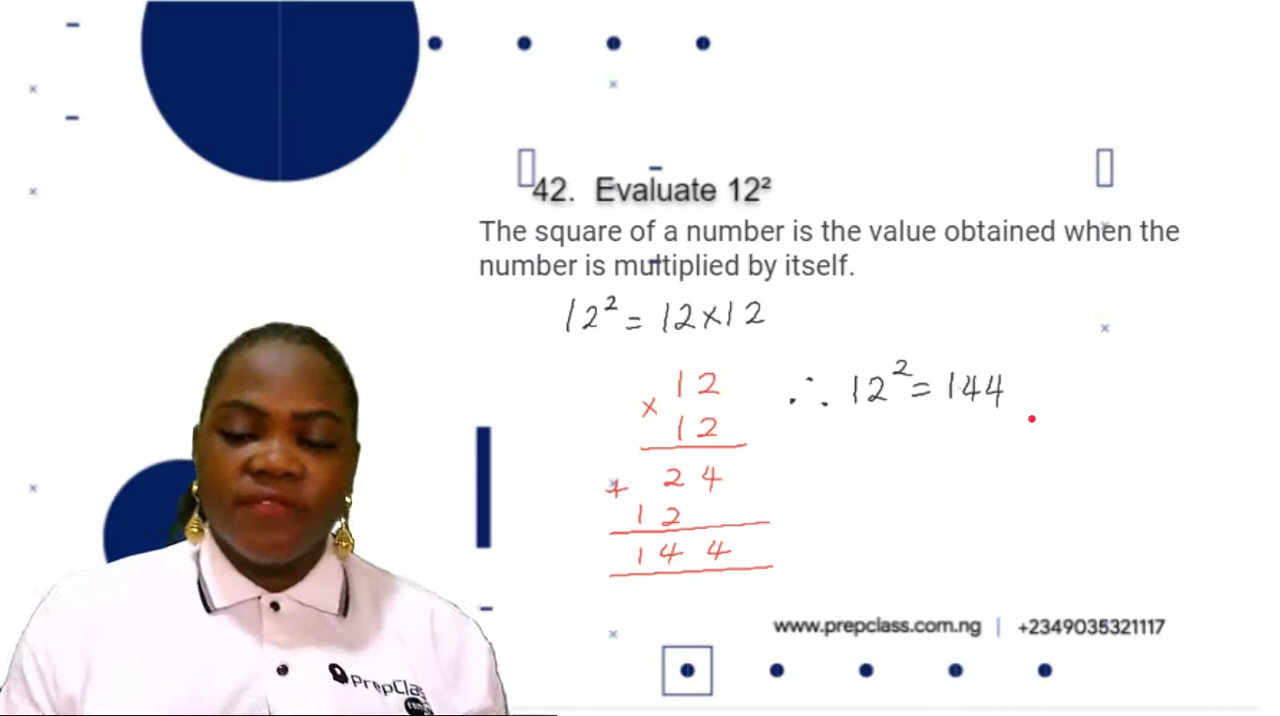 42. Evaluate 12²
The square of a number is the value obtained when the
number is multiplied by itself.
12² = 12×12
12
×
12
24
+
12
144
∴ 12² = 144
www.prepclass.com.ng | +2349035321117
PrepClas